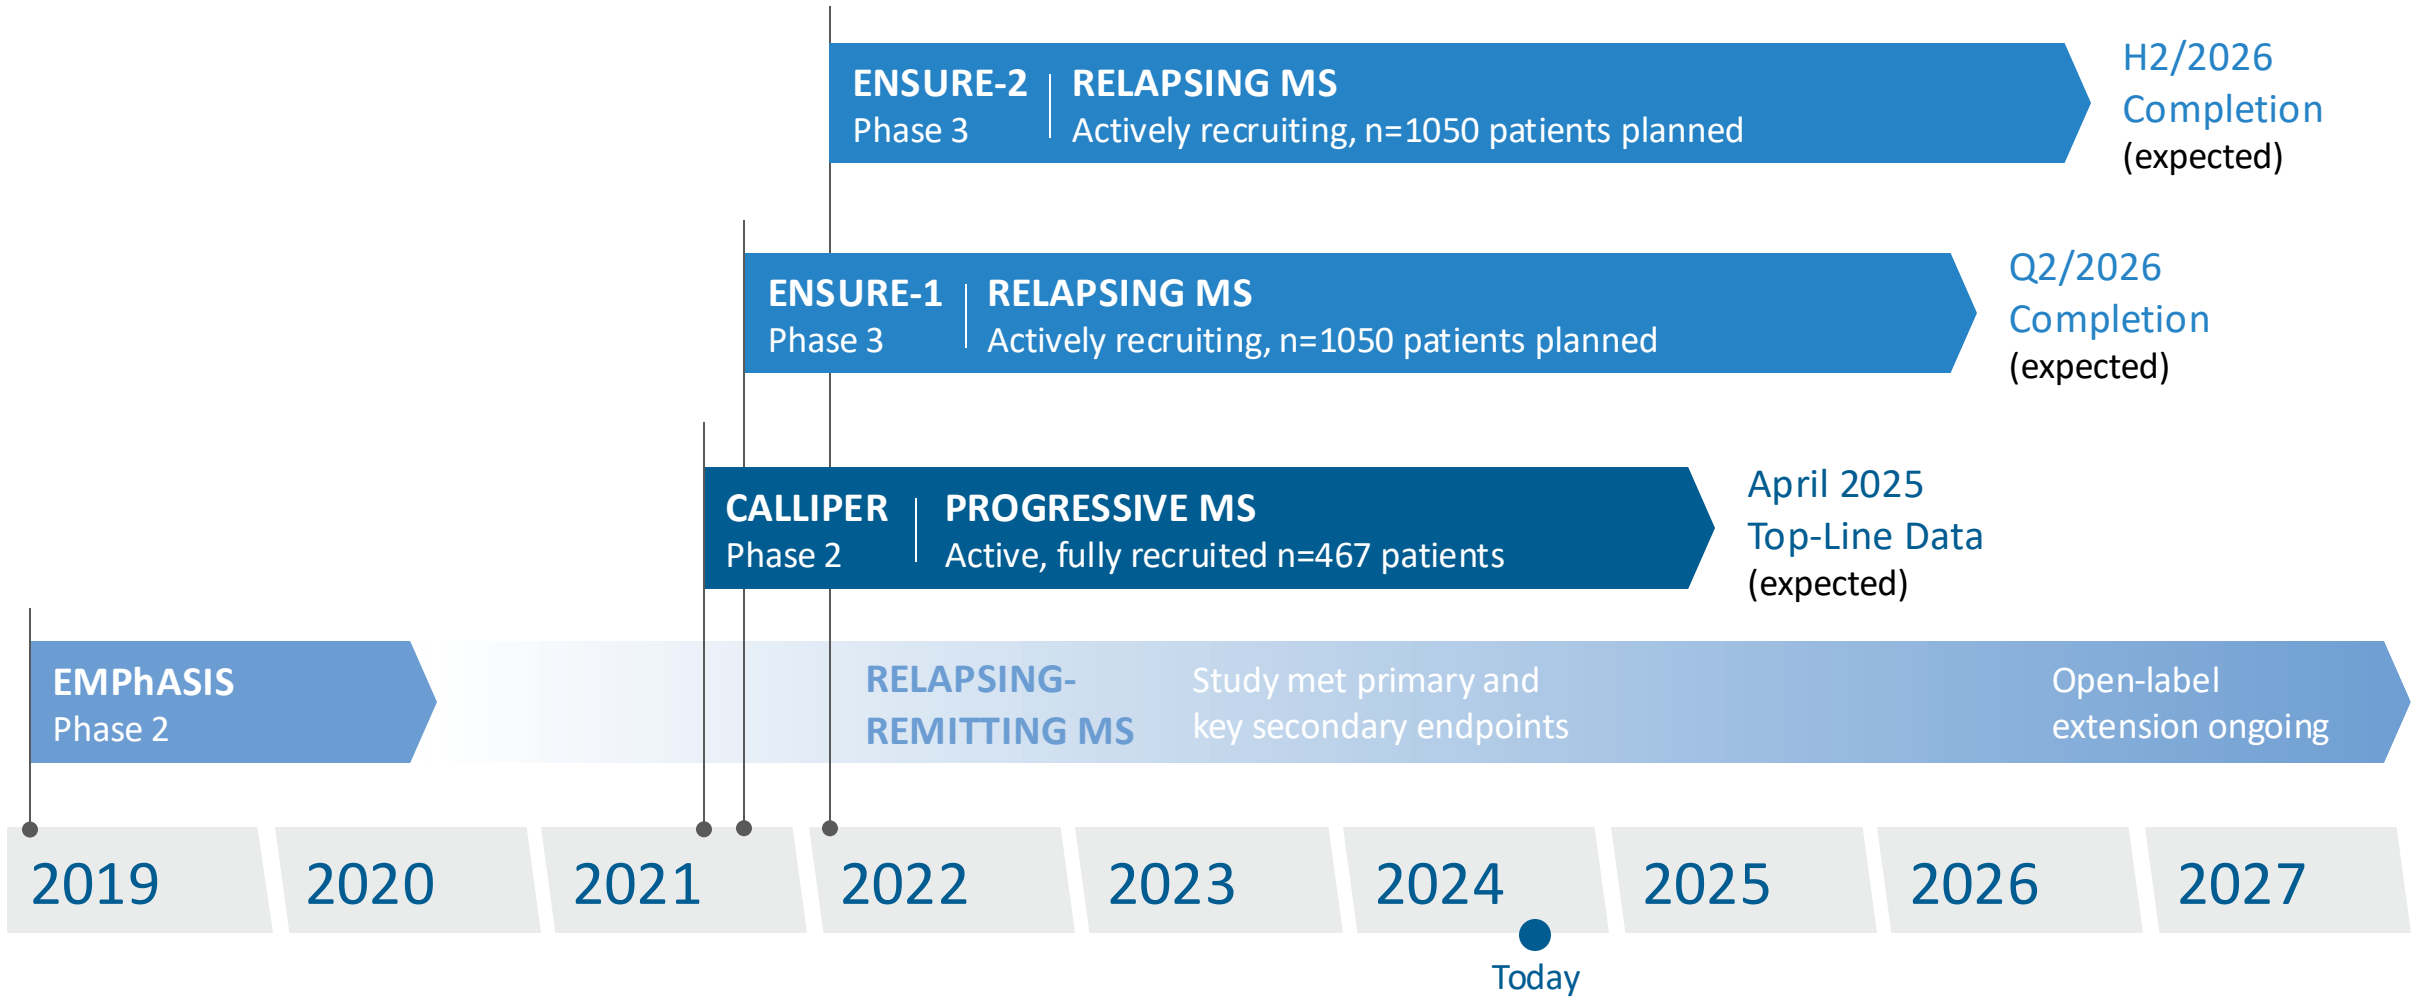 ENSURE-2
Phase 3
RELAPSING MS
Actively recruiting, n=1050 patients planned
H2/2026
Completion
(expected)
ENSURE-1
Phase 3
RELAPSING MS
Actively recruiting, n=1050 patients planned
Q2/2026
Completion
(expected)
CALLIPER
Phase 2
PROGRESSIVE MS
Active, fully recruited n=467 patients
April 2025
Top-Line Data
(expected)
EMPhASIS
Phase 2
RELAPSING-
REMITTING MS
Study met primary and
key secondary endpoints
Open-label
extension ongoing
2019 2020 2021 2022 2023 2024 2025 2026 2027
Today